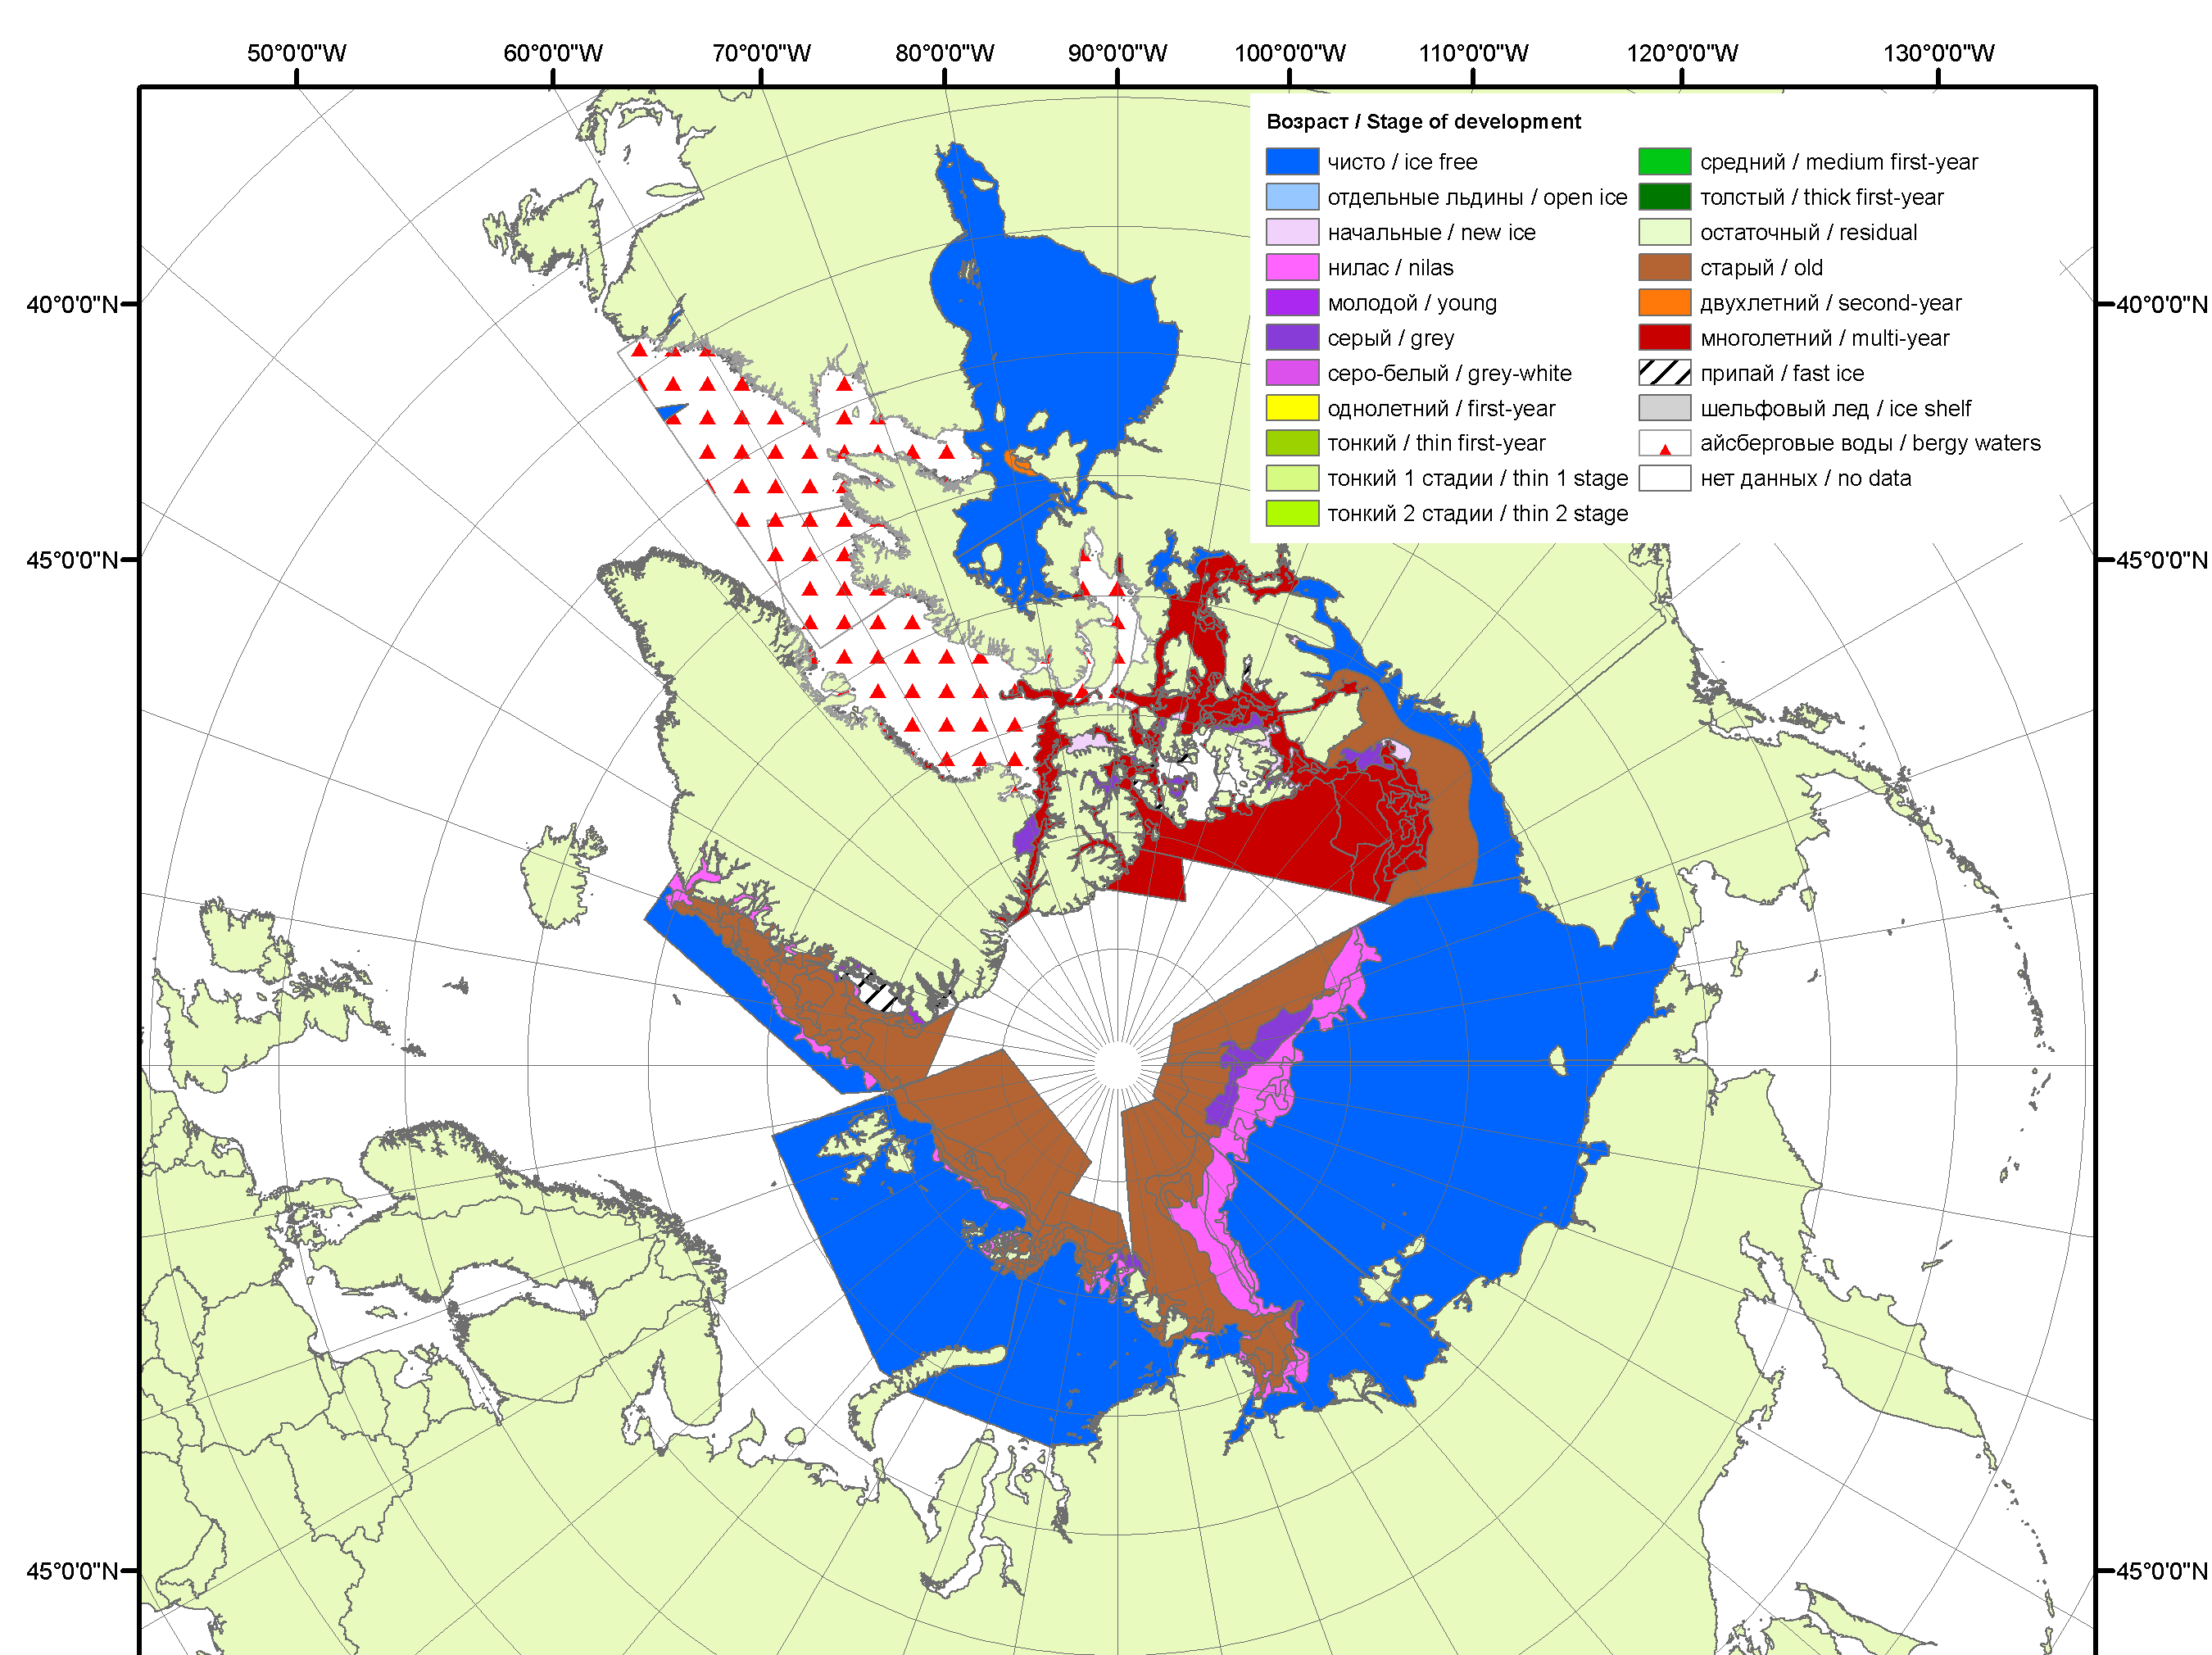 50°0'0"W 60°0'0"W 70°0'0"W 80°0'0"W 90°0'0"W 100°0'0"W 110°0'0"W 120°0'0"W 130°0'0"W
Возраст / Stage of development
чисто / ice free
отдельные льдины / open ice
начальные / new ice
нилас / nilas
молодой / young
серый / grey
серо-белый / grey-white
однолетний / first-year
тонкий / thin first-year
тонкий 1 стадии / thin 1 stage
тонкий 2 стадии / thin 2 stage
средний / medium first-year
толстый / thick first-year
остаточный / residual
старый / old
двухлетний / second-year
многолетний / multi-year
припай / fast ice
шельфовый лед / ice shelf
айсберговые воды / bergy waters
нет данных / no data
40°0'0"N 40°0'0"N
45°0'0"N 45°0'0"N
45°0'0"N 45°0'0"N